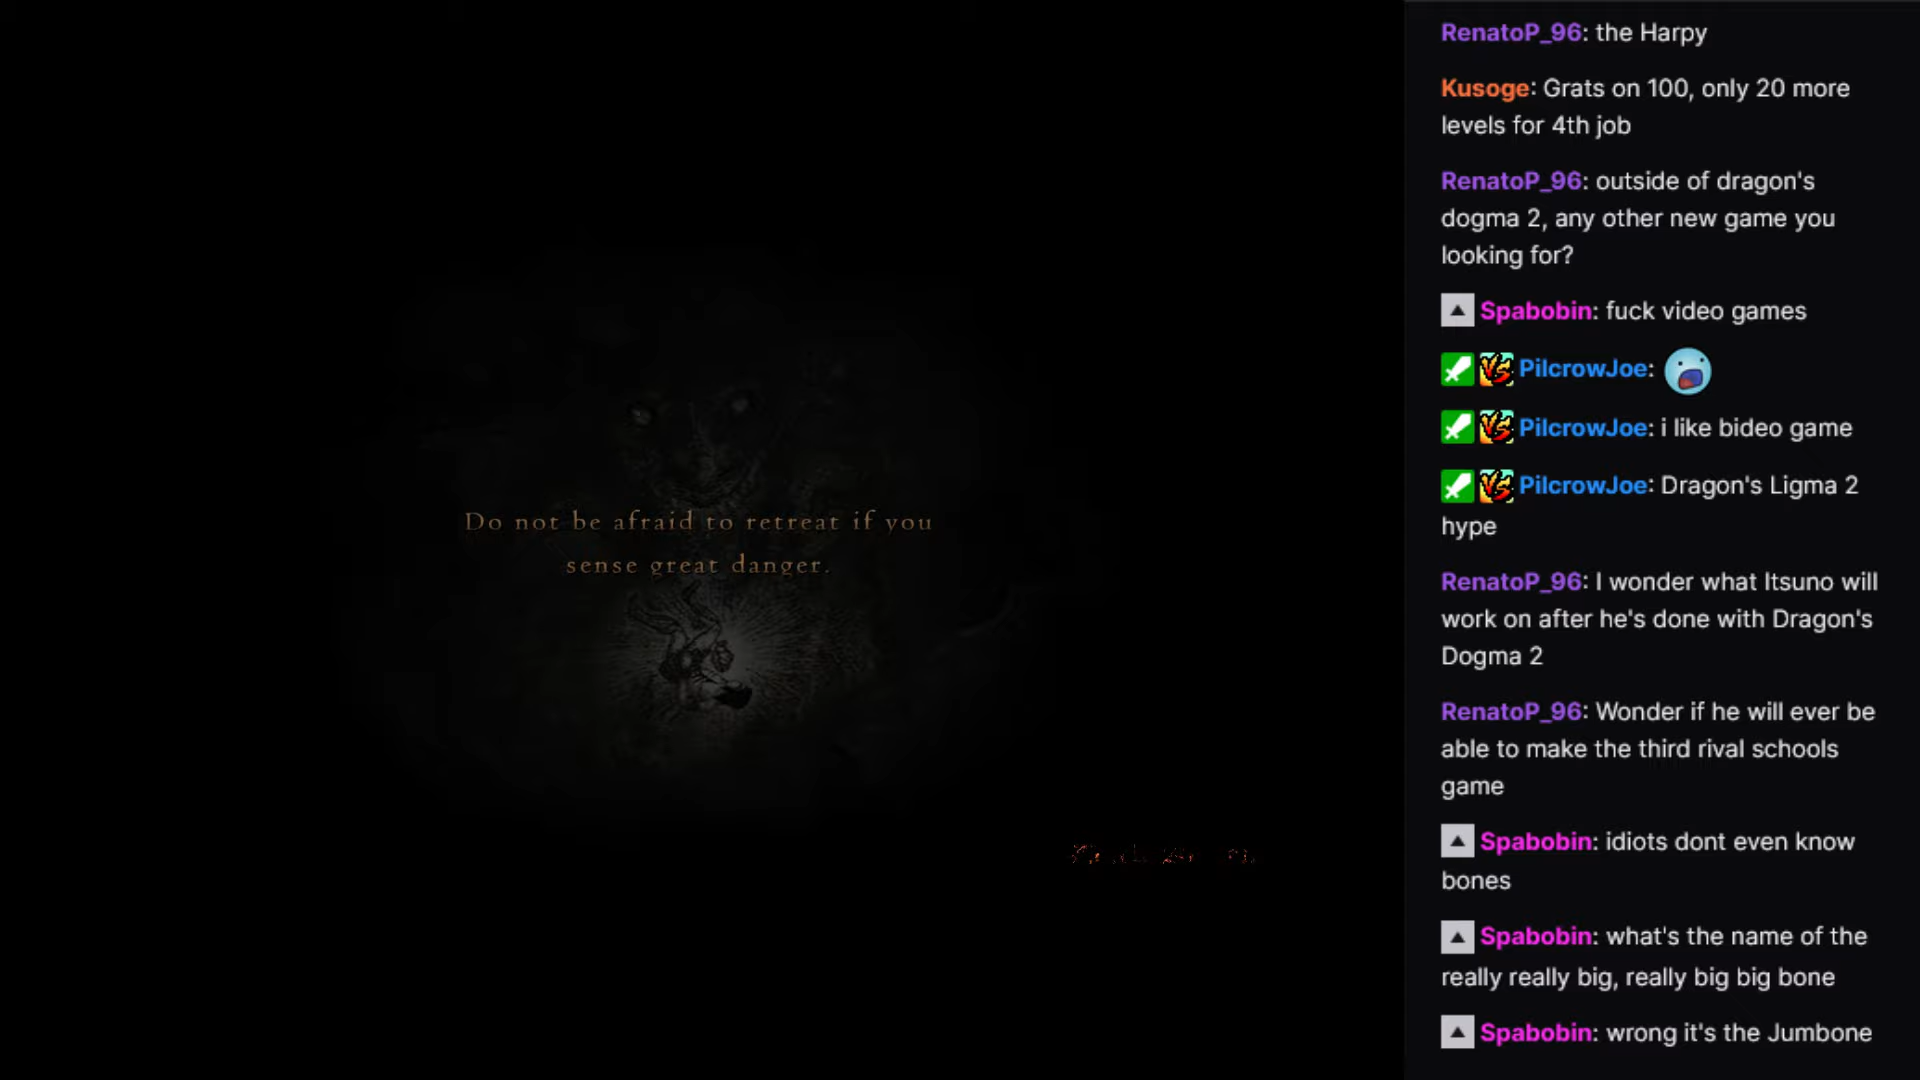 Do not be afraid to retreat if you
sense great danger.
RenatoP_96: the Harpy
Kusoge: Grats on 100, only 20 more
levels for 4th job
RenatoP_96: outside of dragon's
dogma 2, any other new game you
looking for?
Spabobin: fuck video games
PilcrowJoe:
PilcrowJoe: i like bideo game
PilcrowJoe: Dragon's Ligma 2
hype
RenatoP_96: I wonder what Itsuno will
work on after he's done with Dragon's
Dogma 2
RenatoP_96: Wonder if he will ever be
able to make the third rival schools
game
Spabobin: idiots dont even know
bones
Spabobin: what's the name of the
really really big, really big big bone
Spabobin: wrong it's the Jumbone